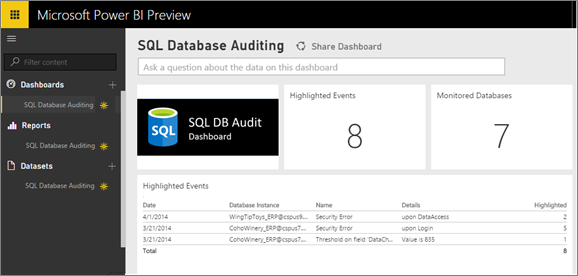 Microsoft Power BI Preview
Filter content
Dashboards
SQL Database Auditing
Reports
SQL Database Auditing
Datasets
SQL Database Auditing
SQL Database Auditing Share Dashboard
Ask a question about the data on this dashboard
SQL
SQL DB Audit
Dashboard
Highlighted Events
8
Monitored Databases
7
Highlighted Events
Date Database Instance Name Details Highlighted
4/1/2014 WingTipToys_ERP@cspus9... Security Error upon DataAccess 2
3/21/2014 CohoWinery_ERP@cspus7... Security Error upon Login 5
3/21/2014 CohoWinery_ERP@cspus7... Threshold on field 'DataCh... Value is 835 1
Total 8